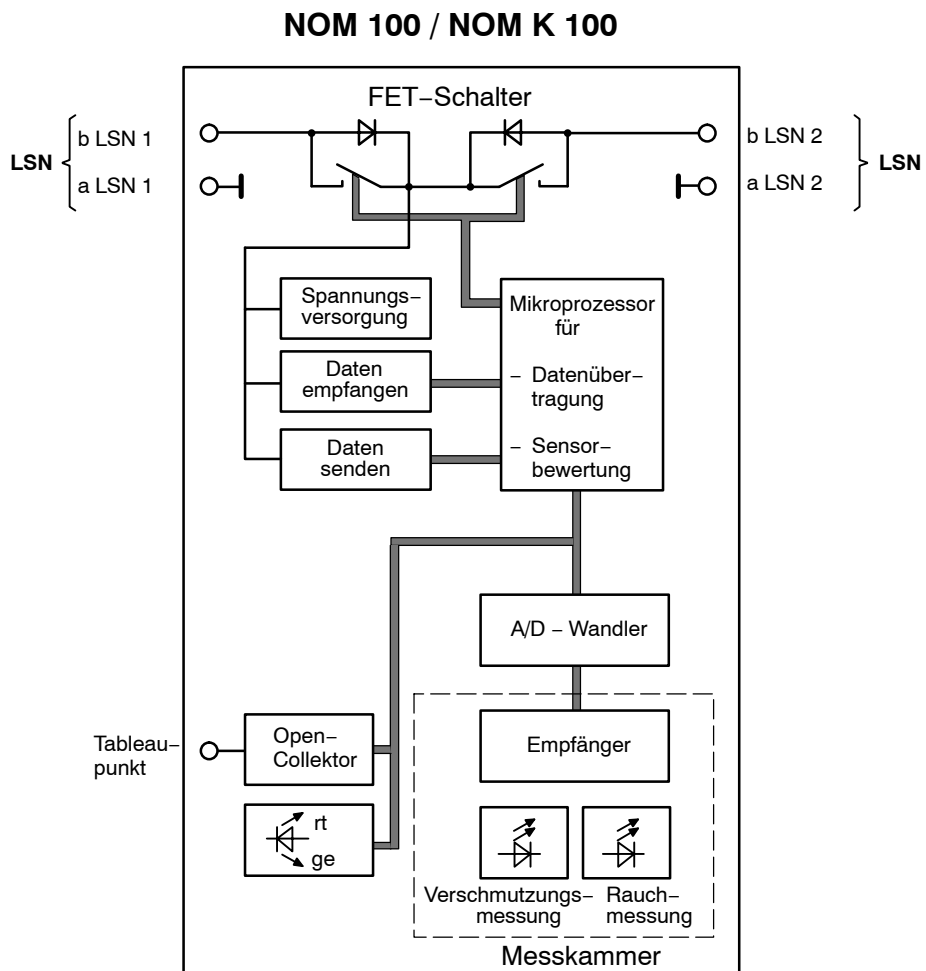 NOM 100 / NOM K 100
FET–Schalter
LSN
b LSN 1
a LSN 1
b LSN 2
a LSN 2
LSN
Spannungs–
versorgung
Daten
empfangen
Daten
senden
Mikroprozessor
für
– Datenüber–
tragung
– Sensor–
bewertung
A/D – Wandler
Tableau–
punkt
Open–
Collektor
rt
ge
Empfänger
Verschmutzungs–
messung
Rauch–
messung
Messkammer